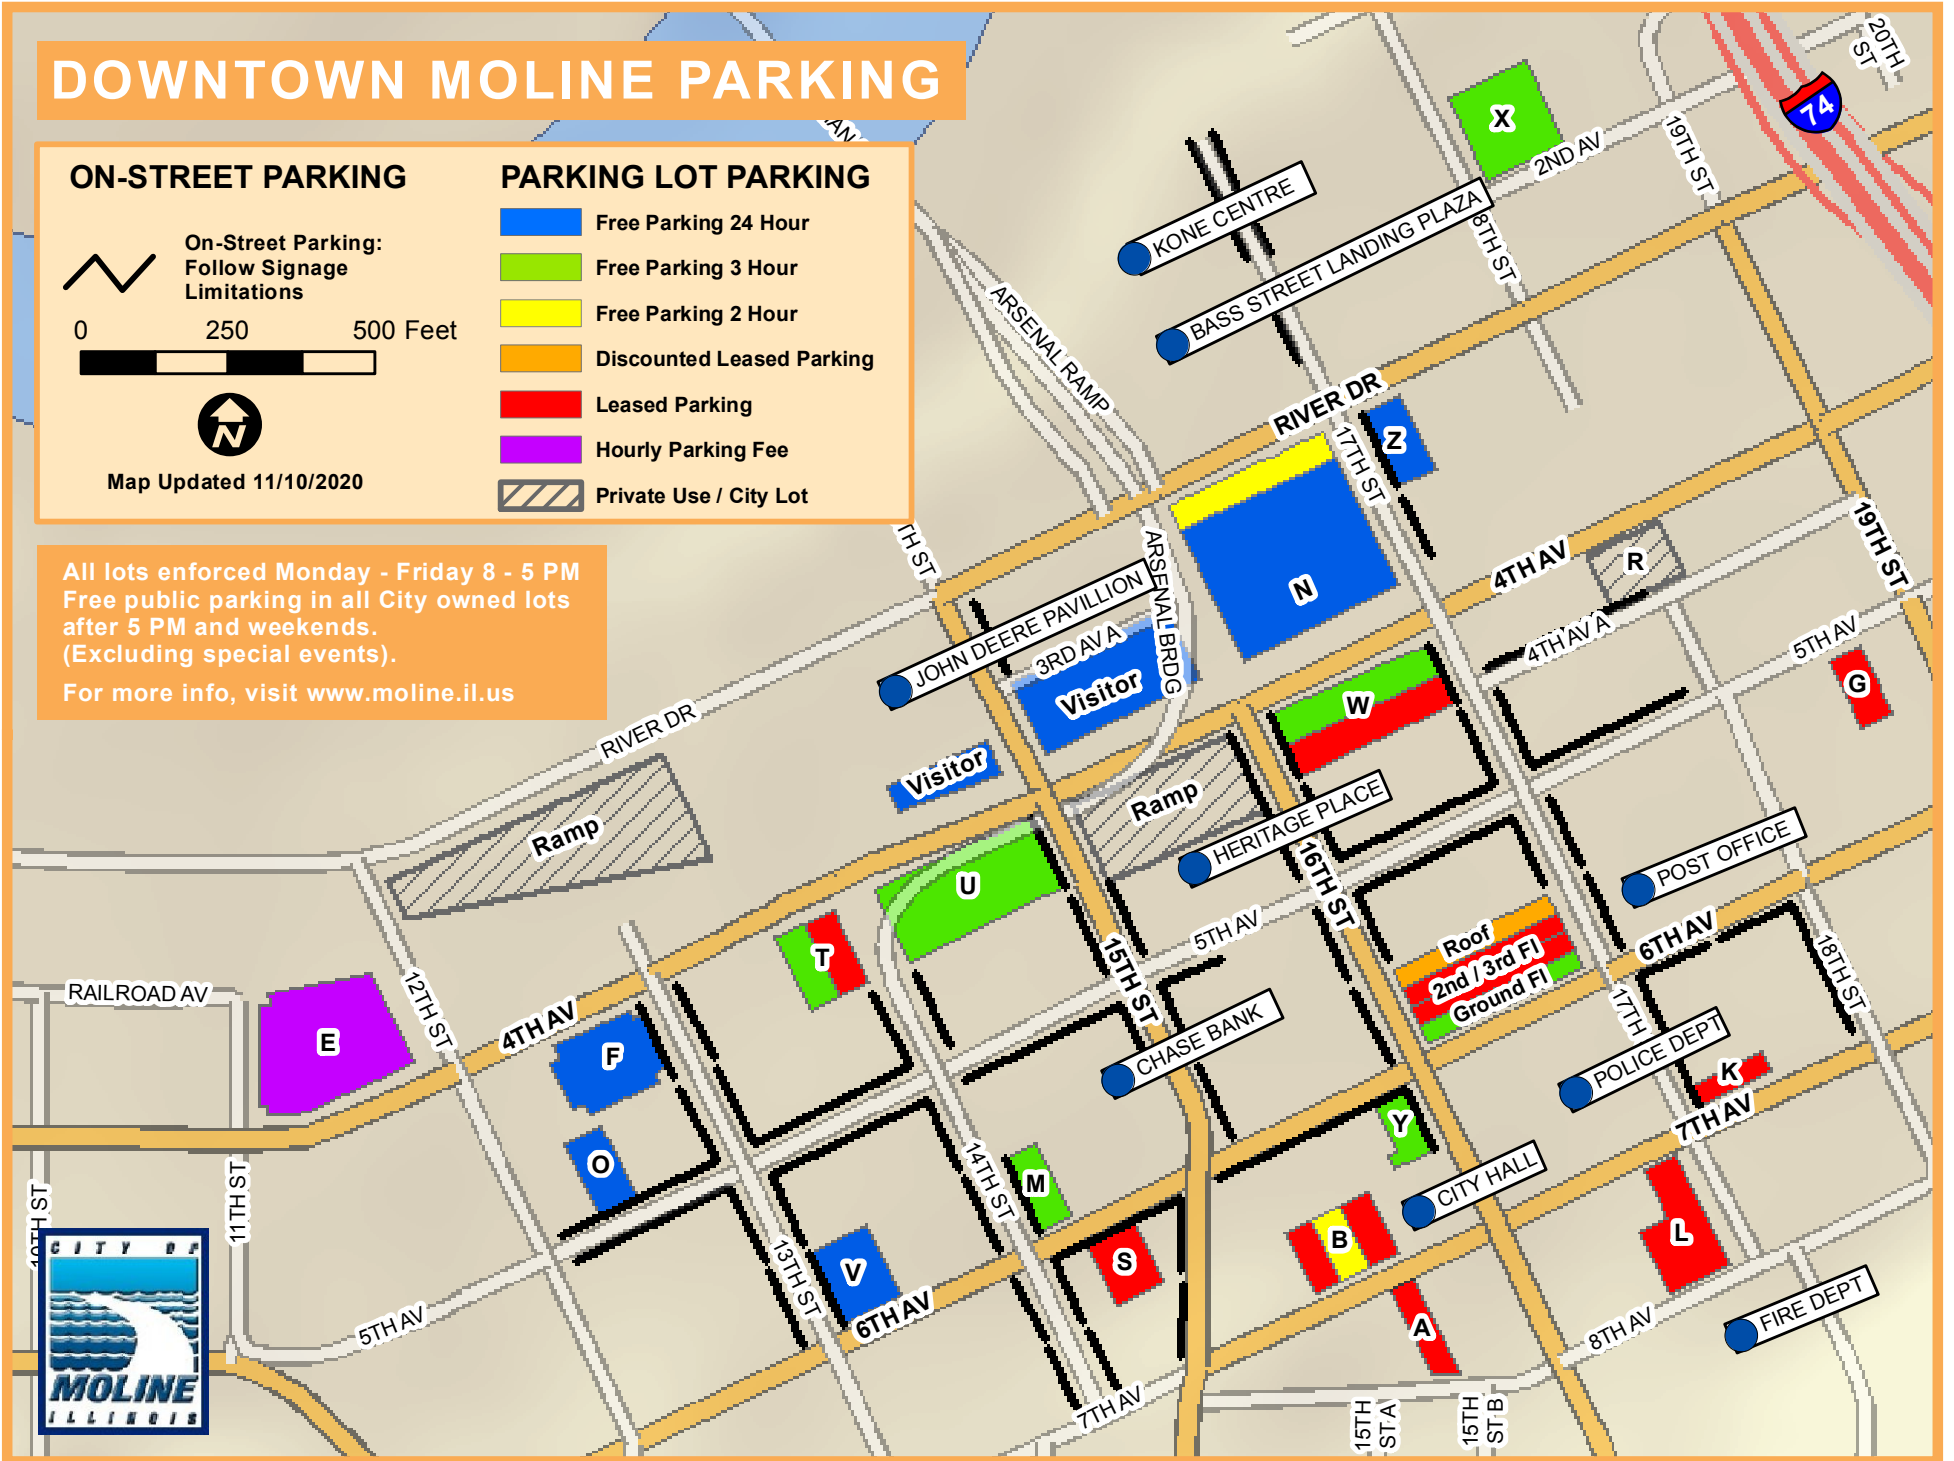 DOWNTOWN MOLINE PARKING
ON-STREET PARKING
On-Street Parking:
Follow Signage
Limitations
0 250 500 Feet
N
Map Updated 11/10/2020
PARKING LOT PARKING
Free Parking 24 Hour
Free Parking 3 Hour
Free Parking 2 Hour
Discounted Leased Parking
Leased Parking
Hourly Parking Fee
Private Use / City Lot
All lots enforced Monday - Friday 8 - 5 PM
Free public parking in all City owned lots
after 5 PM and weekends.
(Excluding special events).
For more info, visit www.moline.il.us
20TH
ST
74
X
2ND AV
19TH ST
KONE CENTRE
BASS STREET LANDING PLAZA
8TH ST
ARSENAL RAMP
RIVER DR
17TH ST
Z
N
4TH AV
R
19TH ST
TH ST
ARSENAL BRDG
JOHN DEERE PAVILLION
3RD AV A
Visitor
4TH AV A
5TH AV
G
W
RIVER DR
Visitor
Ramp
Ramp
HERITAGE PLACE
16TH ST
POST OFFICE
U
T
5TH AV
15TH ST
Roof
2nd / 3rd Fl
Ground Fl
6TH AV
18TH ST
17TH
RAILROAD AV
E
12TH ST
4TH AV
F
CHASE BANK
POLICE DEPT
K
7TH AV
Y
O
14TH ST
M
CITY HALL
11TH ST
10TH ST
L
B
S
V
13TH ST
6TH AV
5TH AV
A
8TH AV
FIRE DEPT
7TH AV
15TH
ST A
15TH
ST B
CITY OF
MOLINE
ILLINOIS